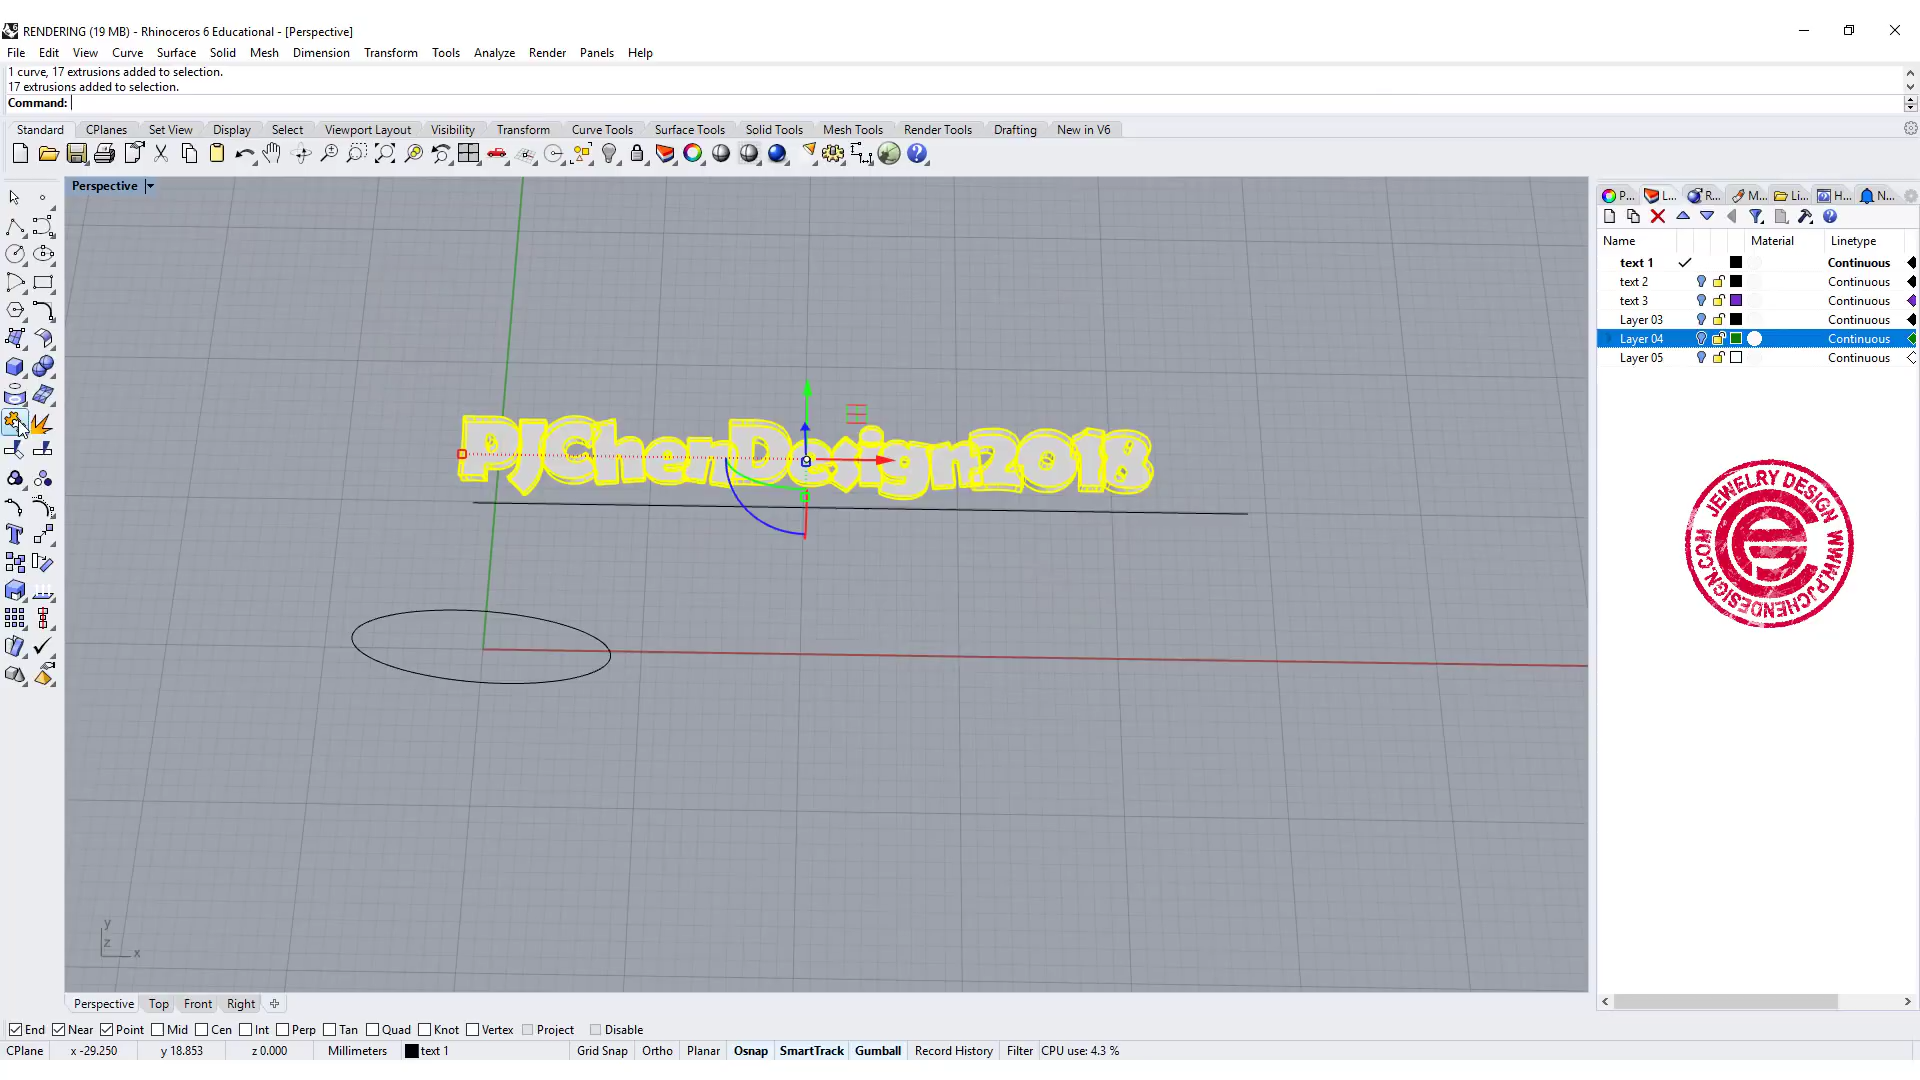 RENDERING (19 MB) - Rhinoceros 6 Educational - [Perspective]
File Edit View Curve Surface Solid Mesh Dimension Transform Tools Analyze Render Panels Help
1 curve, 17 extrusions added to selection.
17 extrusions added to selection.
Command:
Standard CPlanes Set View Display Select Viewport Layout Visibility Transform Curve Tools Surface Tools Solid Tools Mesh Tools Render Tools Drafting New in V6
Perspective
P... L... R... M... Li... H... N...
Name Material Linetype
text 1 Continuous
text 2 Continuous
text 3 Continuous
Layer 03 Continuous
Layer 04 Continuous
Layer 05 Continuous
PJChenDesign2018
JEWELRY DESIGN
WWW.PJCHENDESIGN.COM
y
z
x
Perspective Top Front Right
End Near Point Mid Cen Int Perp Tan Quad Knot Vertex Project Disable
CPlane x -29.250 y 18.853 z 0.000 Millimeters text 1 Grid Snap Ortho Planar Osnap SmartTrack Gumball Record History Filter CPU use: 4.3 %